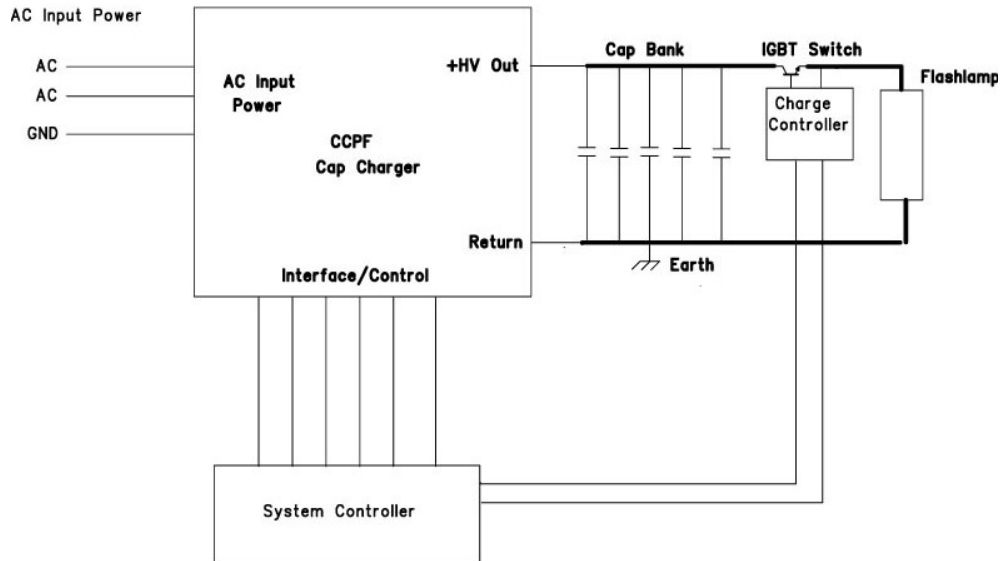 AC Input Power
AC
AC
GND
AC Input
Power
CCPF
Cap Charger
+HV Out
Return
Interface/Control
Cap Bank
IGBT Switch
Flashlamp
Charge
Controller
Earth
System Controller